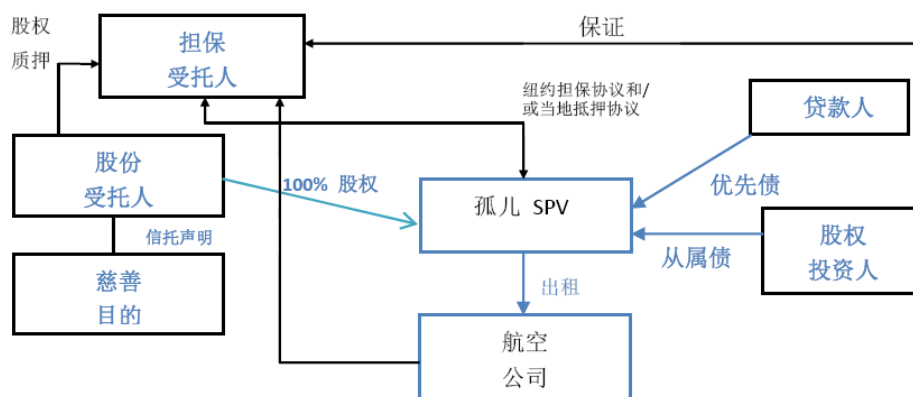 股权
质押
担保
受托人
保证
纽约担保协议和/
或当地抵押协议
贷款人
股份
受托人
100% 股权
孤儿 SPV
优先债
信托声明
从属债
股权
投资人
慈善
目的
出租
航空
公司